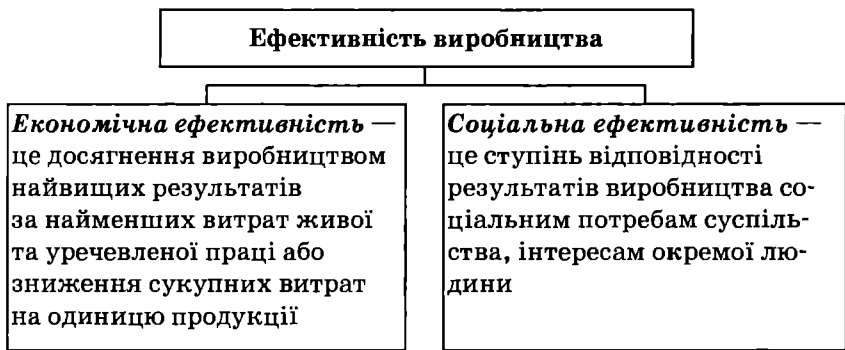 Ефективність виробництва
Економічна ефективність —
це досягнення виробництвом
найвищих результатів
за найменших витрат живої
та уречевленої праці або
зниження сукупних витрат
на одиницю продукції
Соціальна ефективність —
це ступінь відповідності
результатів виробництва со-
ціальним потребам суспіль-
ства, інтересам окремої лю-
дини